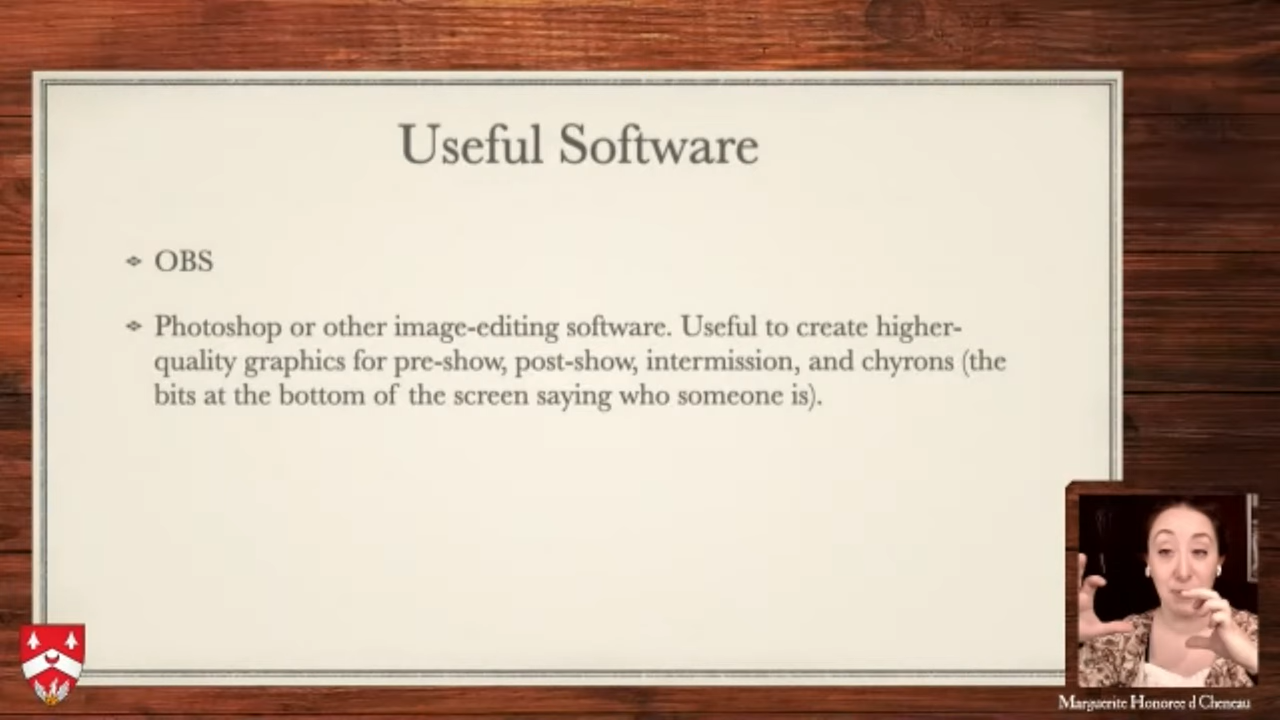 Useful Software
OBS
Photoshop or other image-editing software. Useful to create higher-
quality graphics for pre-show, post-show, intermission, and chyrons (the
bits at the bottom of the screen saying who someone is).
Marguerite Honoree d Cheneau